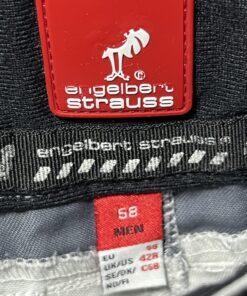 ®
engelbert
strauss
engelbert strauss®
58
MEN
EU 58
UK/US 42R
SE/DK/ C58
NO/FI